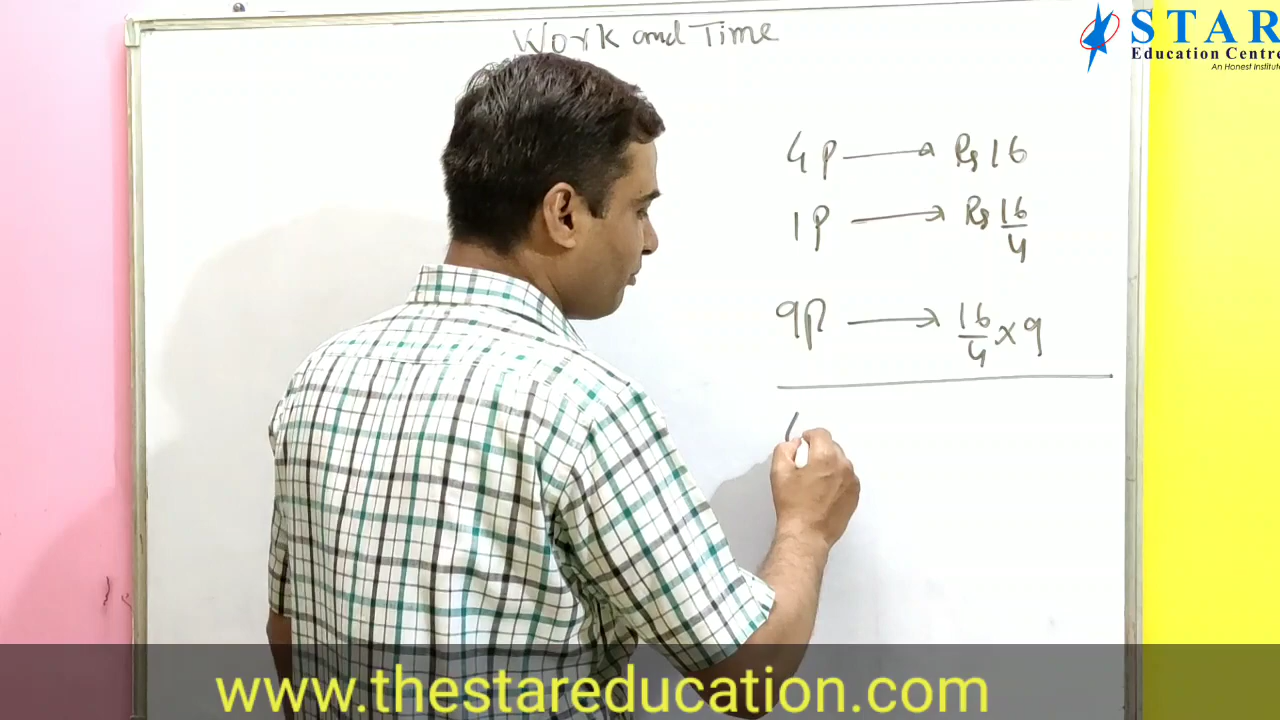 Work and Time
STAR
Education Centre
An Honest Institute
4P → Rs 16
1P → Rs 16/4
9P → 16/4 x 9
www.thestareducation.com